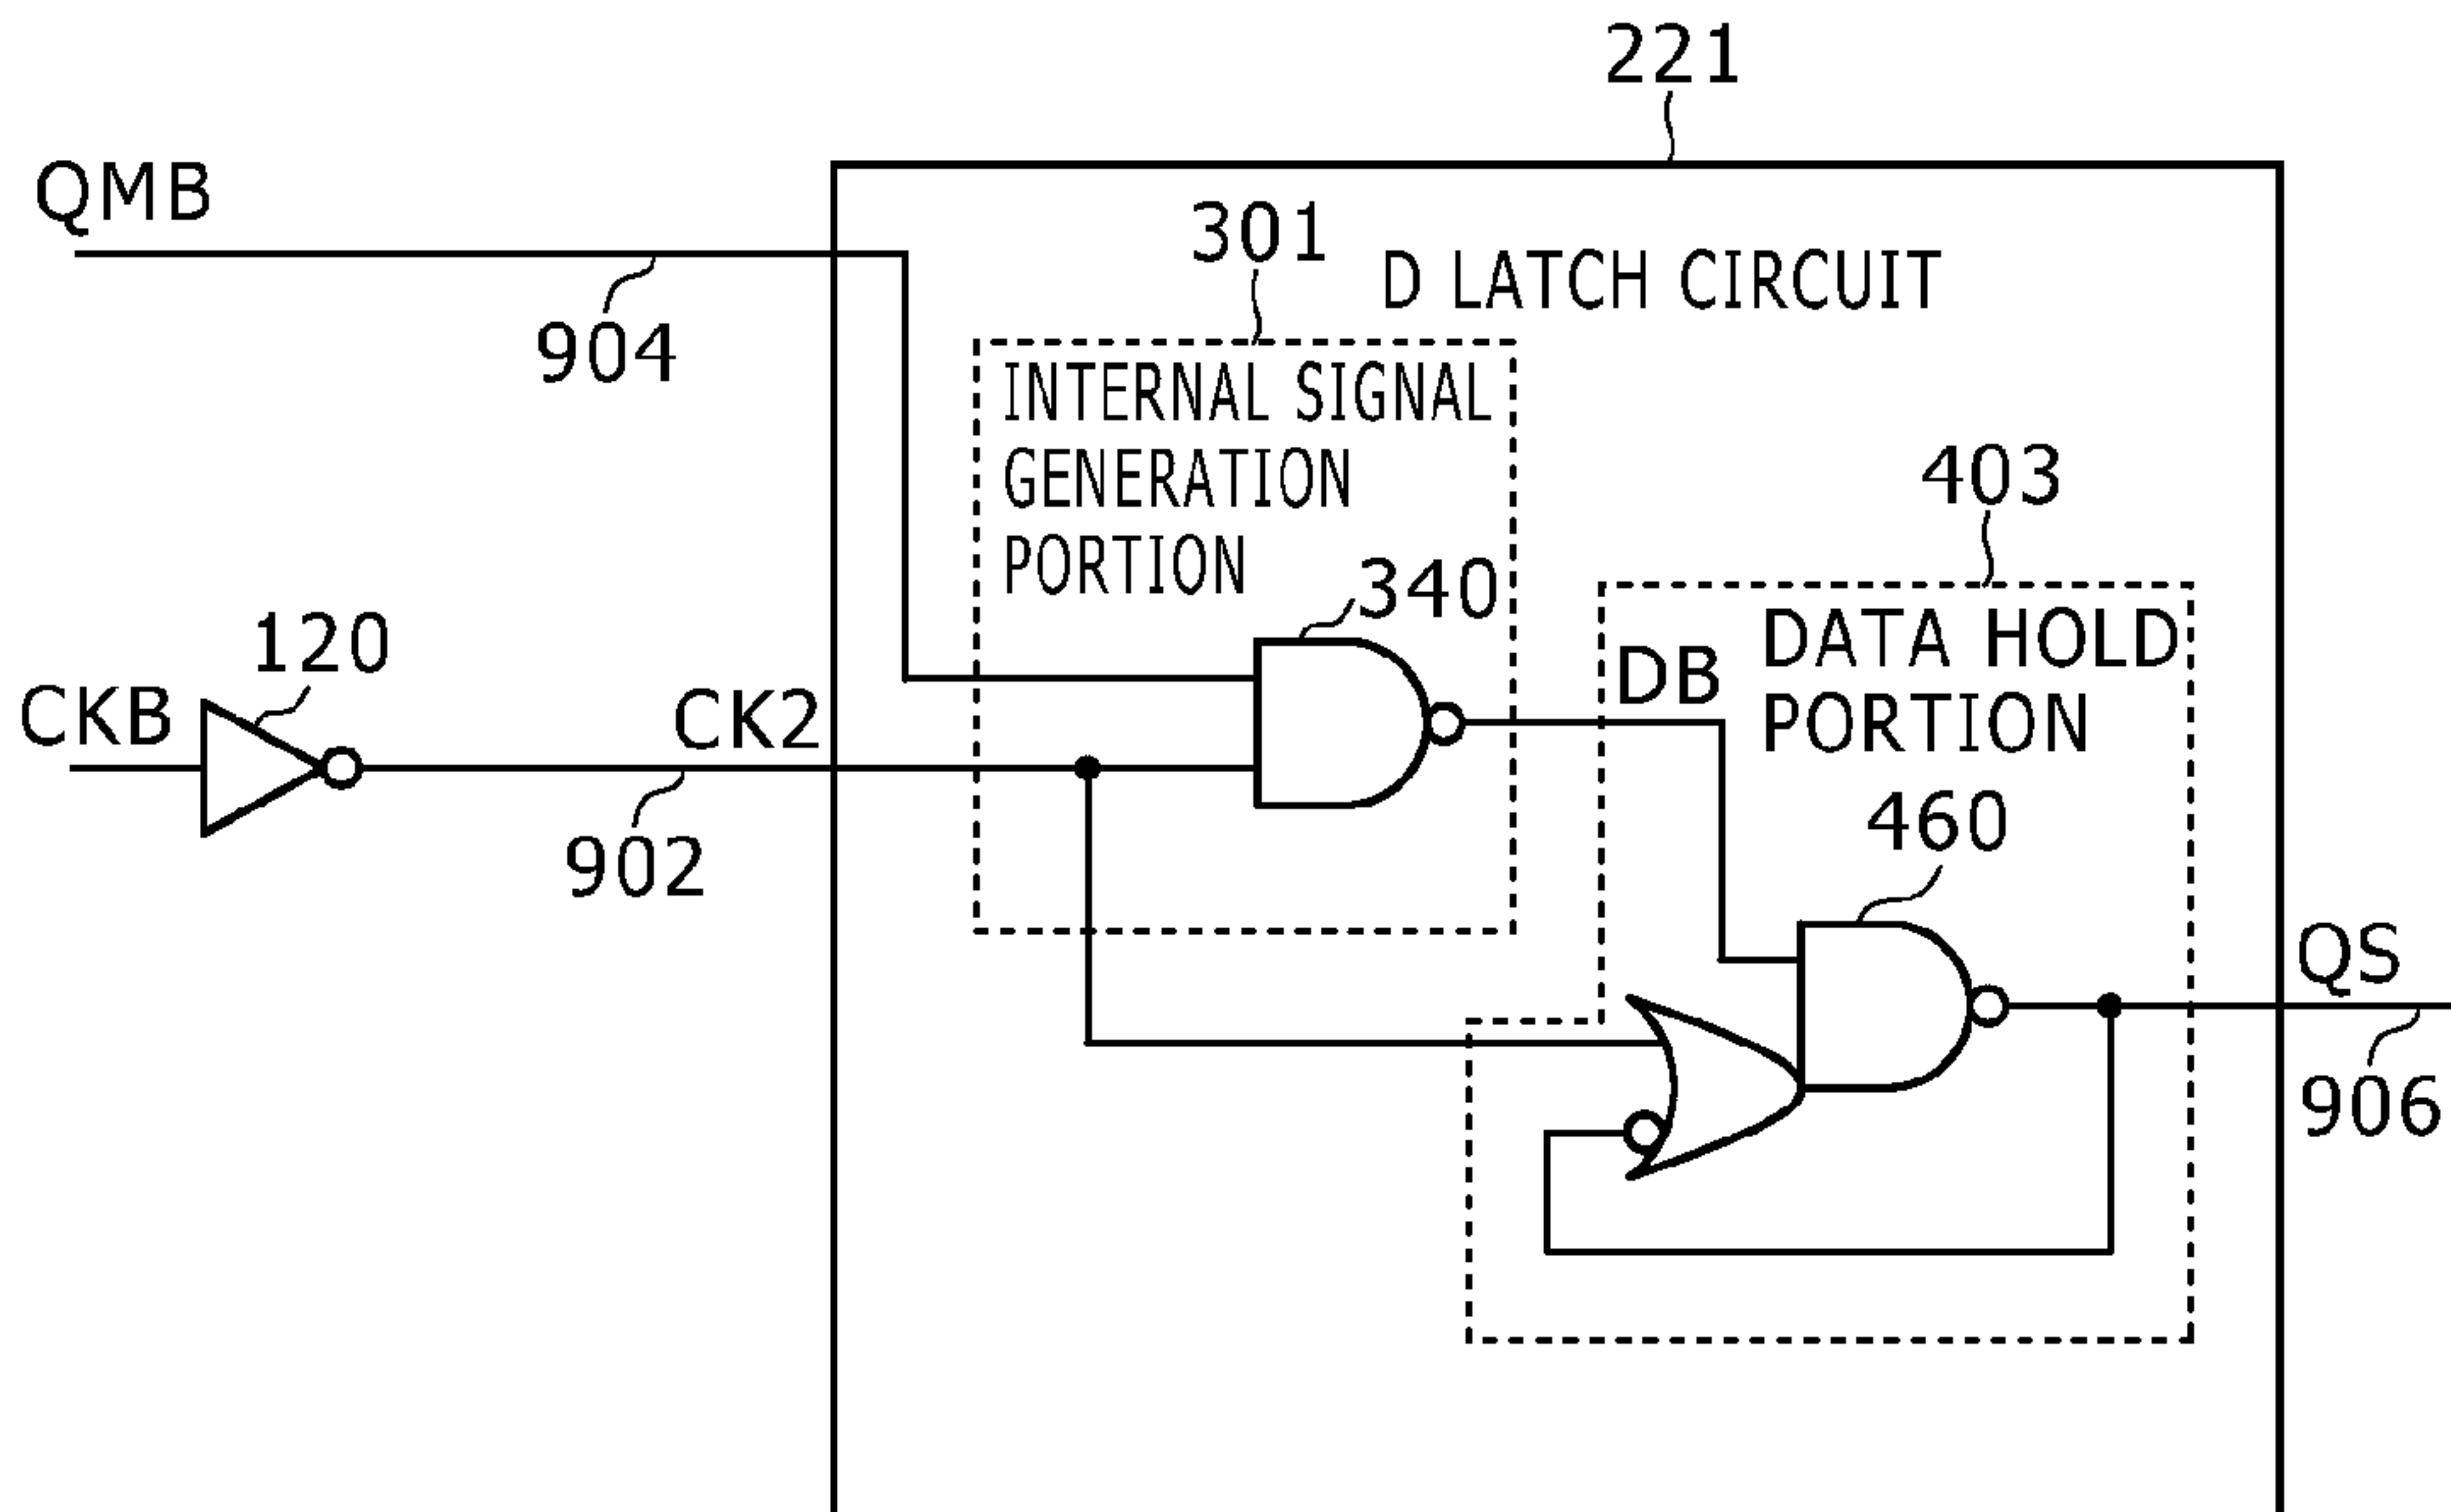 221
QMB
301
D LATCH CIRCUIT
904
INTERNAL SIGNAL
GENERATION
PORTION
403
340
120
DB
DATA HOLD
PORTION
CKB
CK2
460
902
QS
906